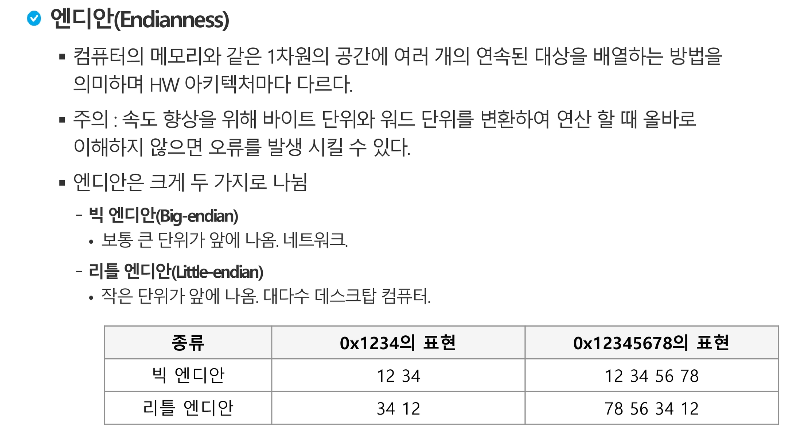 엔디안(Endianness)
▪ 컴퓨터의 메모리와 같은 1차원의 공간에 여러 개의 연속된 대상을 배열하는 방법을
의미하며 HW 아키텍처마다 다르다.
▪ 주의 : 속도 향상을 위해 바이트 단위와 워드 단위를 변환하여 연산 할 때 올바로
이해하지 않으면 오류를 발생 시킬 수 있다.
▪ 엔디안은 크게 두 가지로 나뉨
- 빅 엔디안(Big-endian)
• 보통 큰 단위가 앞에 나옴. 네트워크.
- 리틀 엔디안(Little-endian)
• 작은 단위가 앞에 나옴. 대다수 데스크탑 컴퓨터.
종류 0x1234의 표현 0x12345678의 표현
빅 엔디안 12 34 12 34 56 78
리틀 엔디안 34 12 78 56 34 12